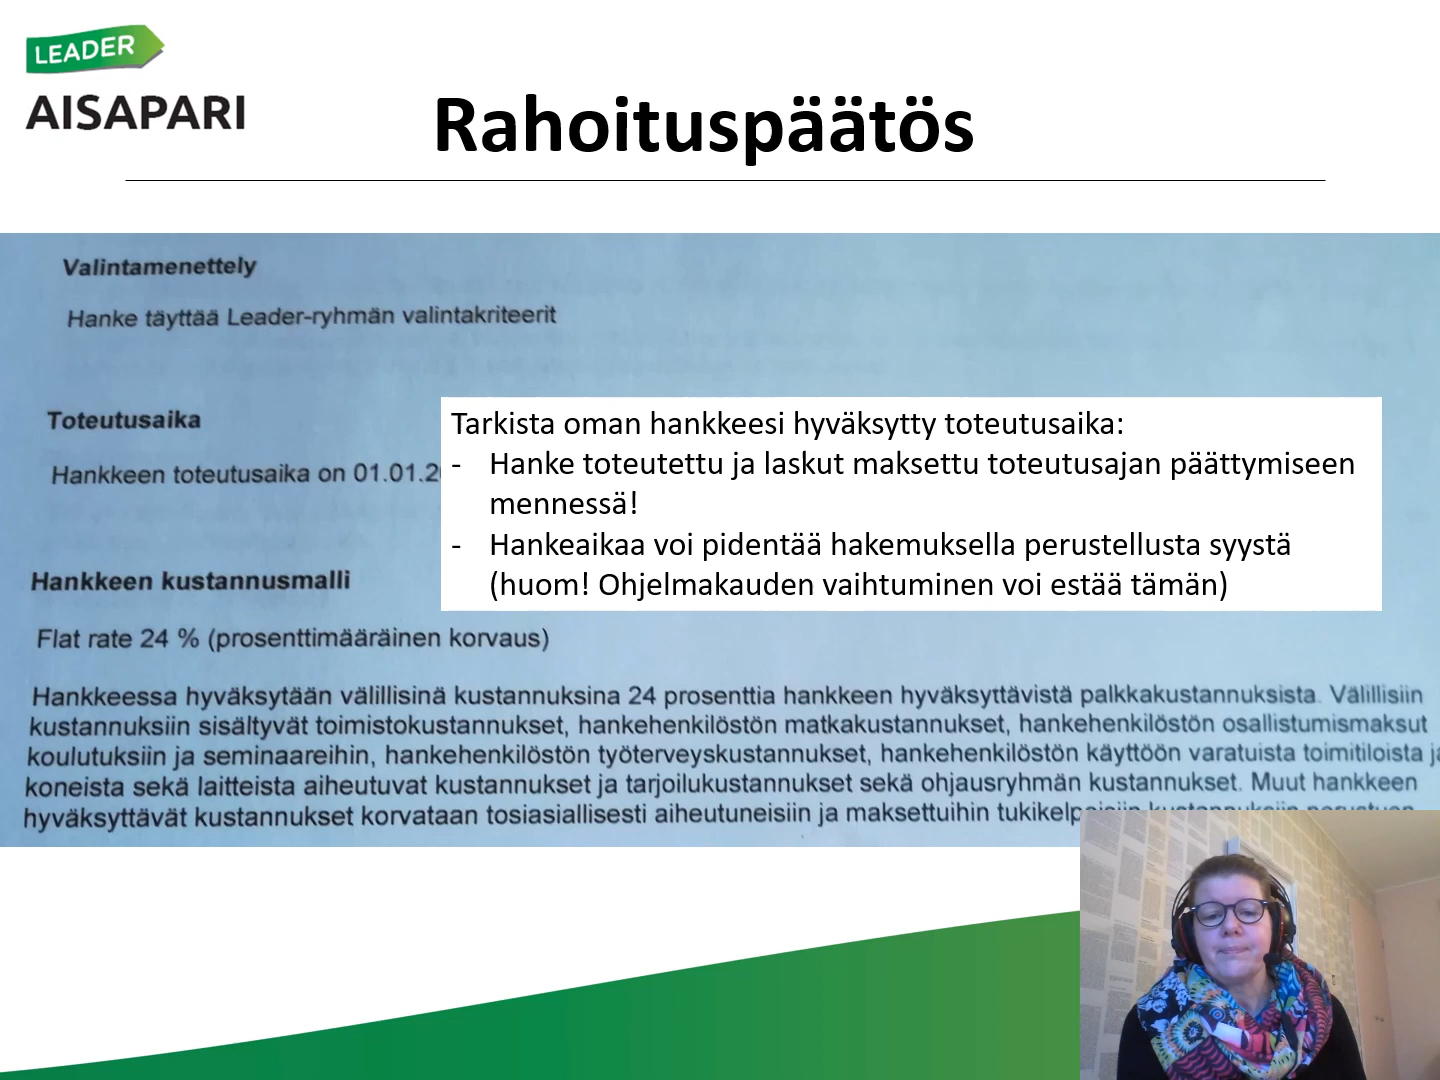 LEADER
AISAPARI
Rahoituspäätös
Valintamenettely
Hanke täyttää Leader-ryhmän valintakriteerit
Toteutusaika
Hankkeen toteutusaika on 01.01.2
Tarkista oman hankkeesi hyväksytty toteutusaika:
- Hanke toteutettu ja laskut maksettu toteutusajan päättymiseen
mennessä!
- Hankeaikaa voi pidentää hakemuksella perustellusta syystä
(huom! Ohjelmakauden vaihtuminen voi estää tämän)
Hankkeen kustannusmalli
Flat rate 24 % (prosenttimääräinen korvaus)
Hankkeessa hyväksytään välillisinä kustannuksina 24 prosenttia hankkeen hyväksyttävistä palkkakustannuksista. Välillisiin
kustannuksiin sisältyvät toimistokustannukset, hankehenkilöstön matkakustannukset, hankehenkilöstön osallistumismaksut
koulutuksiin ja seminaareihin, hankehenkilöstön työterveyskustannukset, hankehenkilöstön käyttöön varatuista toimitiloista ja
koneista sekä laitteista aiheutuvat kustannukset ja tarjoilukustannukset sekä ohjausryhmän kustannukset. Muut hankkeen
hyväksyttävät kustannukset korvataan tosiasiallisesti aiheutuneisiin ja maksettuihin